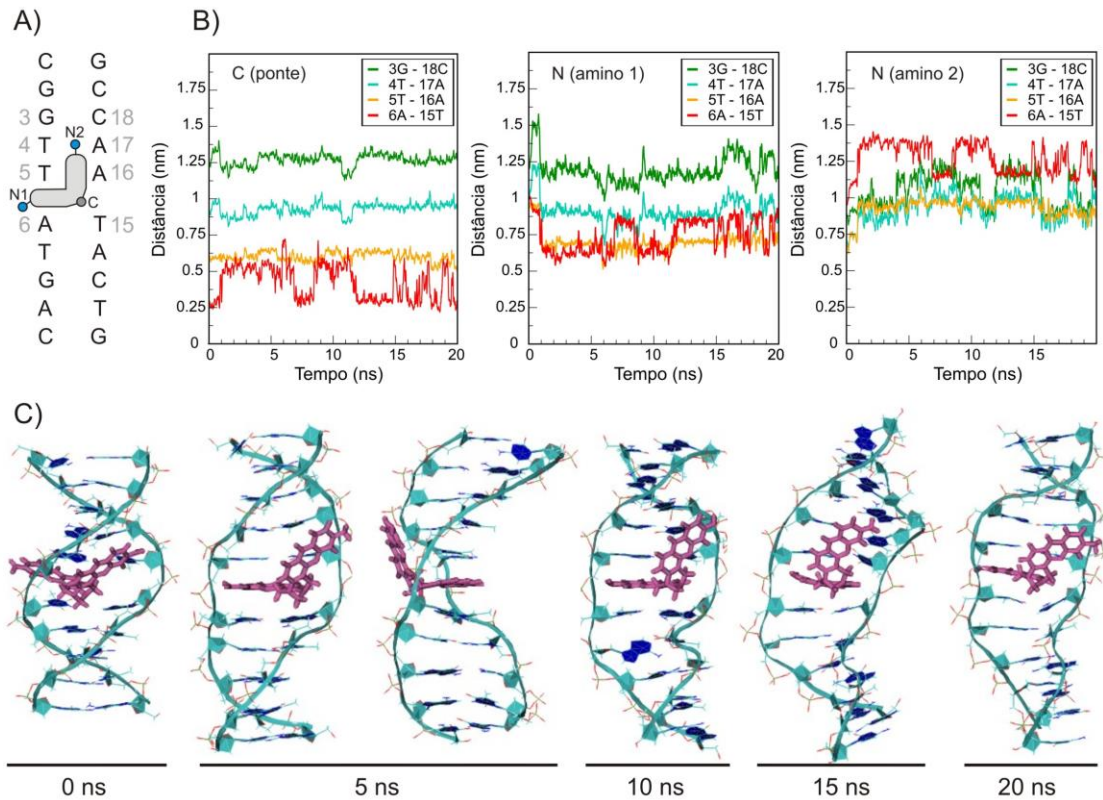 A)
C G
G C
3 G C 18
4 T N2 A 17
5 T A 16
N1 C
6 A T 15
T A
G C
A T
C G
B)
C (ponte)
3G - 18C
4T - 17A
5T - 16A
6A - 15T
Distância (nm)
1.75
1.5
1.25
1
0.75
0.5
0.25
0
0 5 10 15 20
Tempo (ns)
N (amino 1)
3G - 18C
4T - 17A
5T - 16A
6A - 15T
Distância (nm)
1.75
1.5
1.25
1
0.75
0.5
0.25
0
0 5 10 15 20
Tempo (ns)
N (amino 2)
3G - 18C
4T - 17A
5T - 16A
6A - 15T
Distância (nm)
1.75
1.5
1.25
1
0.75
0.5
0.25
0
0 5 10 15
Tempo (ns)
C)
0 ns 5 ns 10 ns 15 ns 20 ns